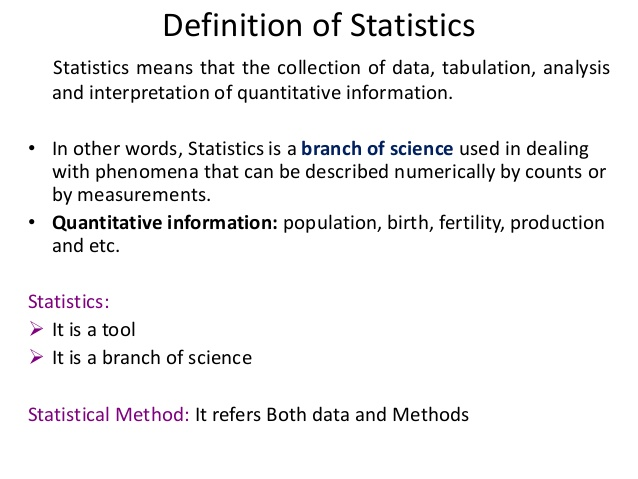 Definition of Statistics
Statistics means that the collection of data, tabulation, analysis
and interpretation of quantitative information.
• In other words, Statistics is a branch of science used in dealing
with phenomena that can be described numerically by counts or
by measurements.
• Quantitative information: population, birth, fertility, production
and etc.
Statistics:
➢ It is a tool
➢ It is a branch of science
Statistical Method: It refers Both data and Methods